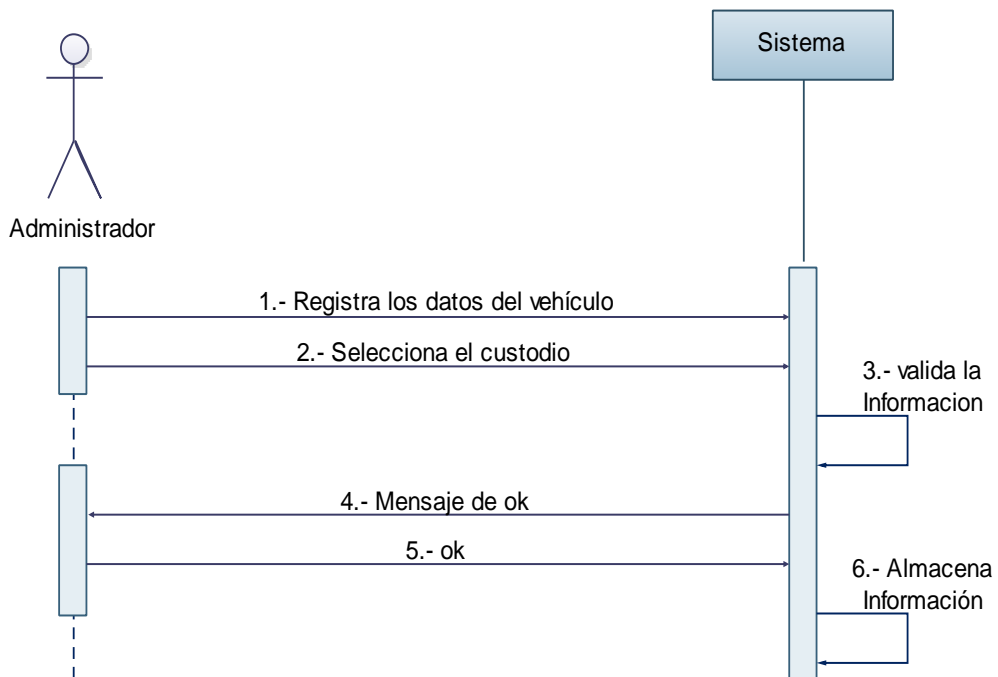 Sistema
Administrador
1.- Registra los datos del vehículo
2.- Selecciona el custodio
3.- valida la
Informacion
4.- Mensaje de ok
5.- ok
6.- Almacena
Información